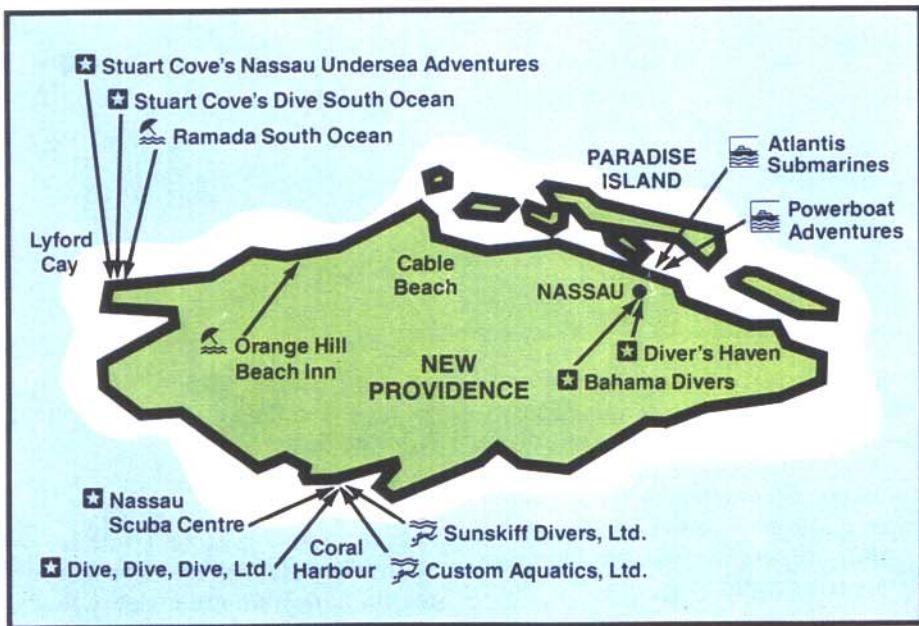 Stuart Cove's Nassau Undersea Adventures
Stuart Cove's Dive South Ocean
Ramada South Ocean
PARADISE
ISLAND
Atlantis
Submarines
Powerboat
Adventures
Lyford
Cay
Cable
Beach
NASSAU
Orange Hill
Beach Inn
NEW
PROVIDENCE
Diver's Haven
Bahama Divers
Nassau
Scuba Centre
Dive, Dive, Dive, Ltd.
Coral
Harbour
Sunskiff Divers, Ltd.
Custom Aquatics, Ltd.